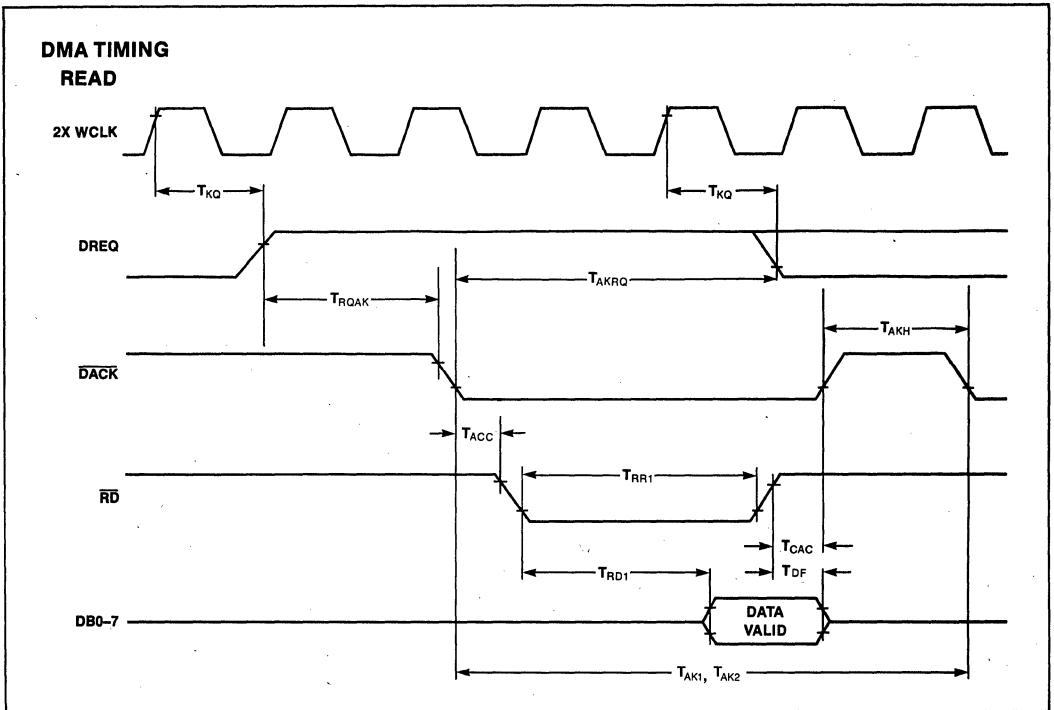 DMA TIMING
READ
2X WCLK
TKQ
TKQ
DREQ
TAKRQ
TRQAK
TAKH
DACK
TACC
TRR1
RD
TCAC
TRD1
TDF
DB0–7
DATA
VALID
TAK1, TAK2